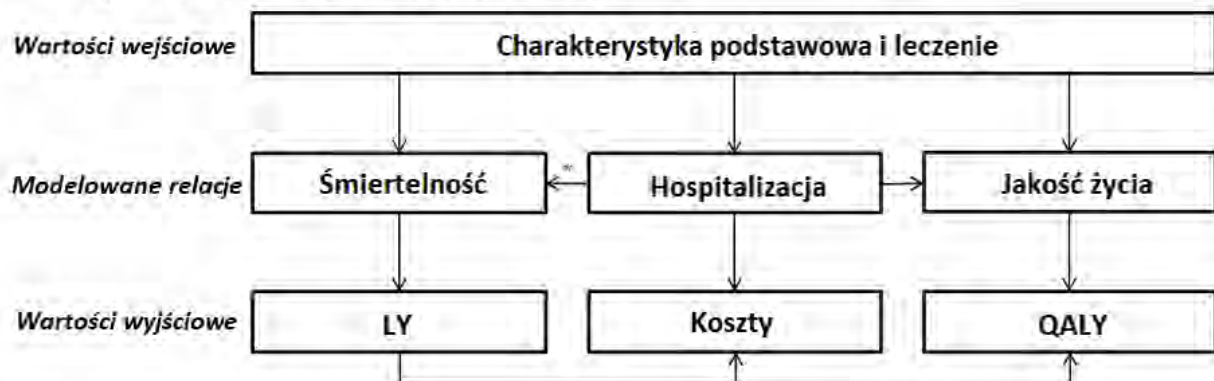 Wartości wejściowe
Charakterystyka podstawowa i leczenie
Modelowane relacje
Śmiertelność
*
Hospitalizacja
Jakość życia
Wartości wyjściowe
LY
Koszty
QALY